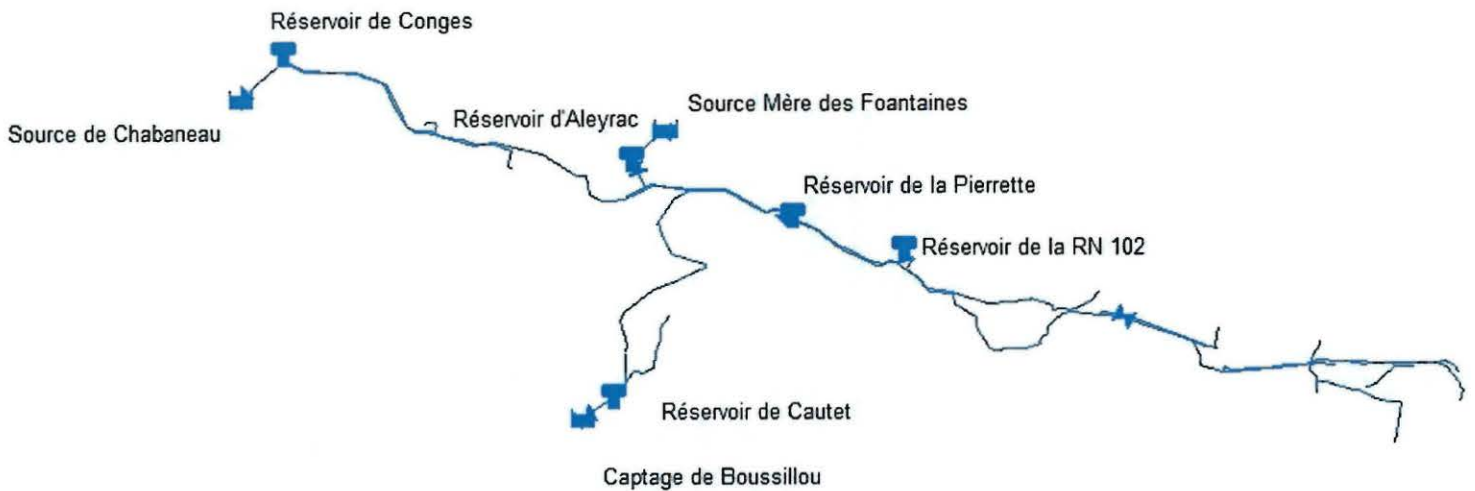 Réservoir de Conges
Source Mère des Foantaines
Réservoir d'Aleyrac
Source de Chabaneau
Réservoir de la Pierrette
Réservoir de la RN 102
Réservoir de Cautet
Captage de Boussillou